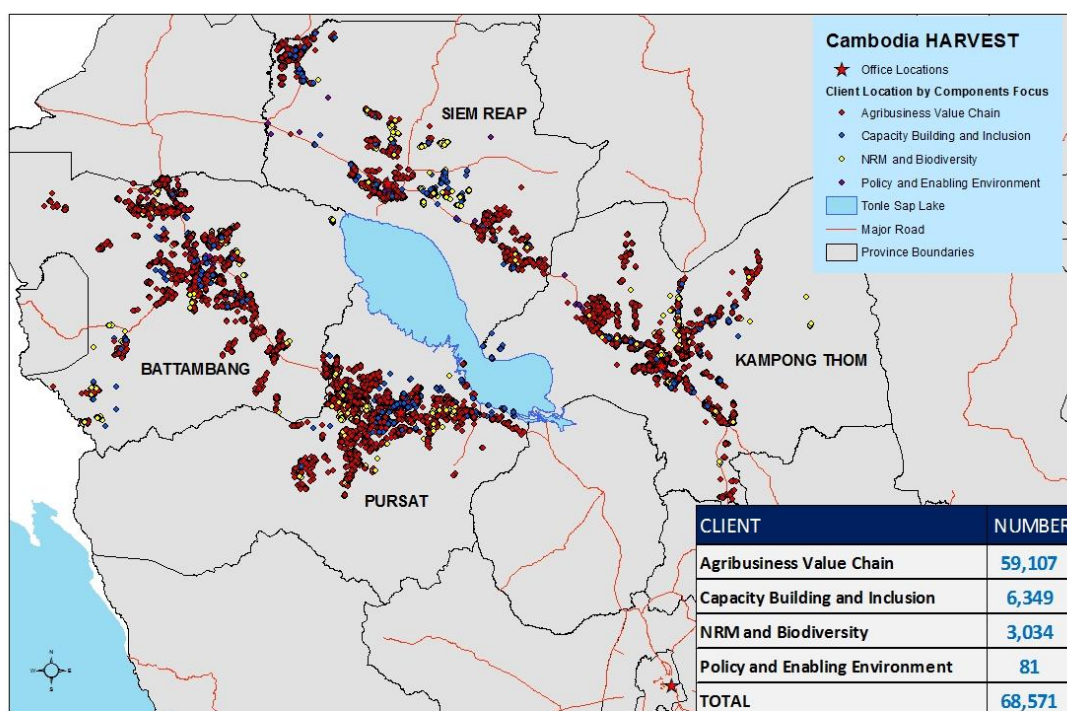 Cambodia HARVEST
Office Locations
Client Location by Components Focus
Agribusiness Value Chain
Capacity Building and Inclusion
NRM and Biodiversity
Policy and Enabling Environment
Tonle Sap Lake
Major Road
Province Boundaries
SIEM REAP
BATTAMBANG
KAMPONG THOM
PURSAT
CLIENT NUMBER
Agribusiness Value Chain 59,107
Capacity Building and Inclusion 6,349
NRM and Biodiversity 3,034
Policy and Enabling Environment 81
TOTAL 68,571
N
W E
S